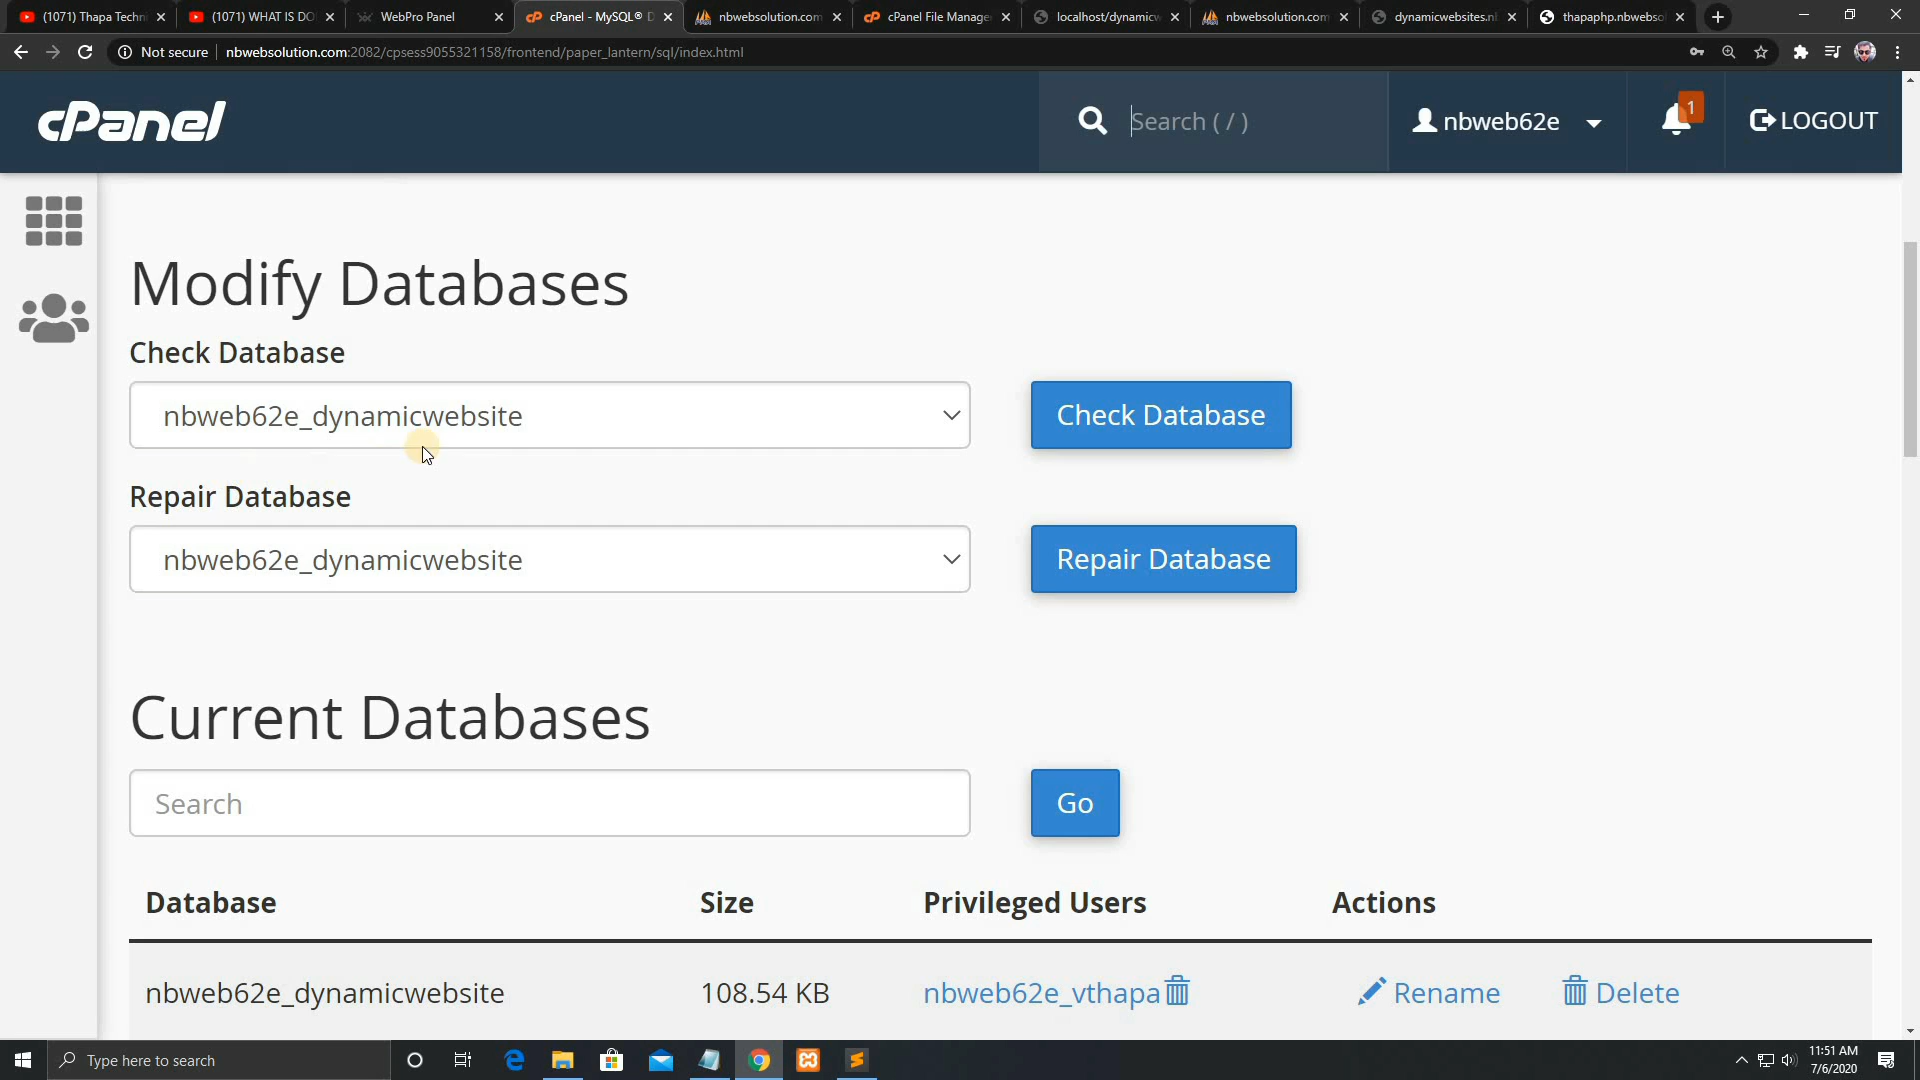 (1071) Thapa Techn
(1071) WHAT IS DO
WebPro Panel
cPanel - MySQL® D
nbwebsolution.com
cPanel File Manage
localhost/dynamicw
nbwebsolution.com
dynamicwebsites.n
thapaphp.nbwebso
Not secure
nbwebsolution.com:2082/cpsess9055321158/frontend/paper_lantern/sql/index.html
cPanel
Search ( / )
nbweb62e
1
LOGOUT
Modify Databases
Check Database
nbweb62e_dynamicwebsite
Check Database
Repair Database
nbweb62e_dynamicwebsite
Repair Database
Current Databases
Search
Go
Database Size Privileged Users Actions
nbweb62e_dynamicwebsite 108.54 KB nbweb62e_vthapa Rename Delete
Type here to search
11:51 AM
7/6/2020